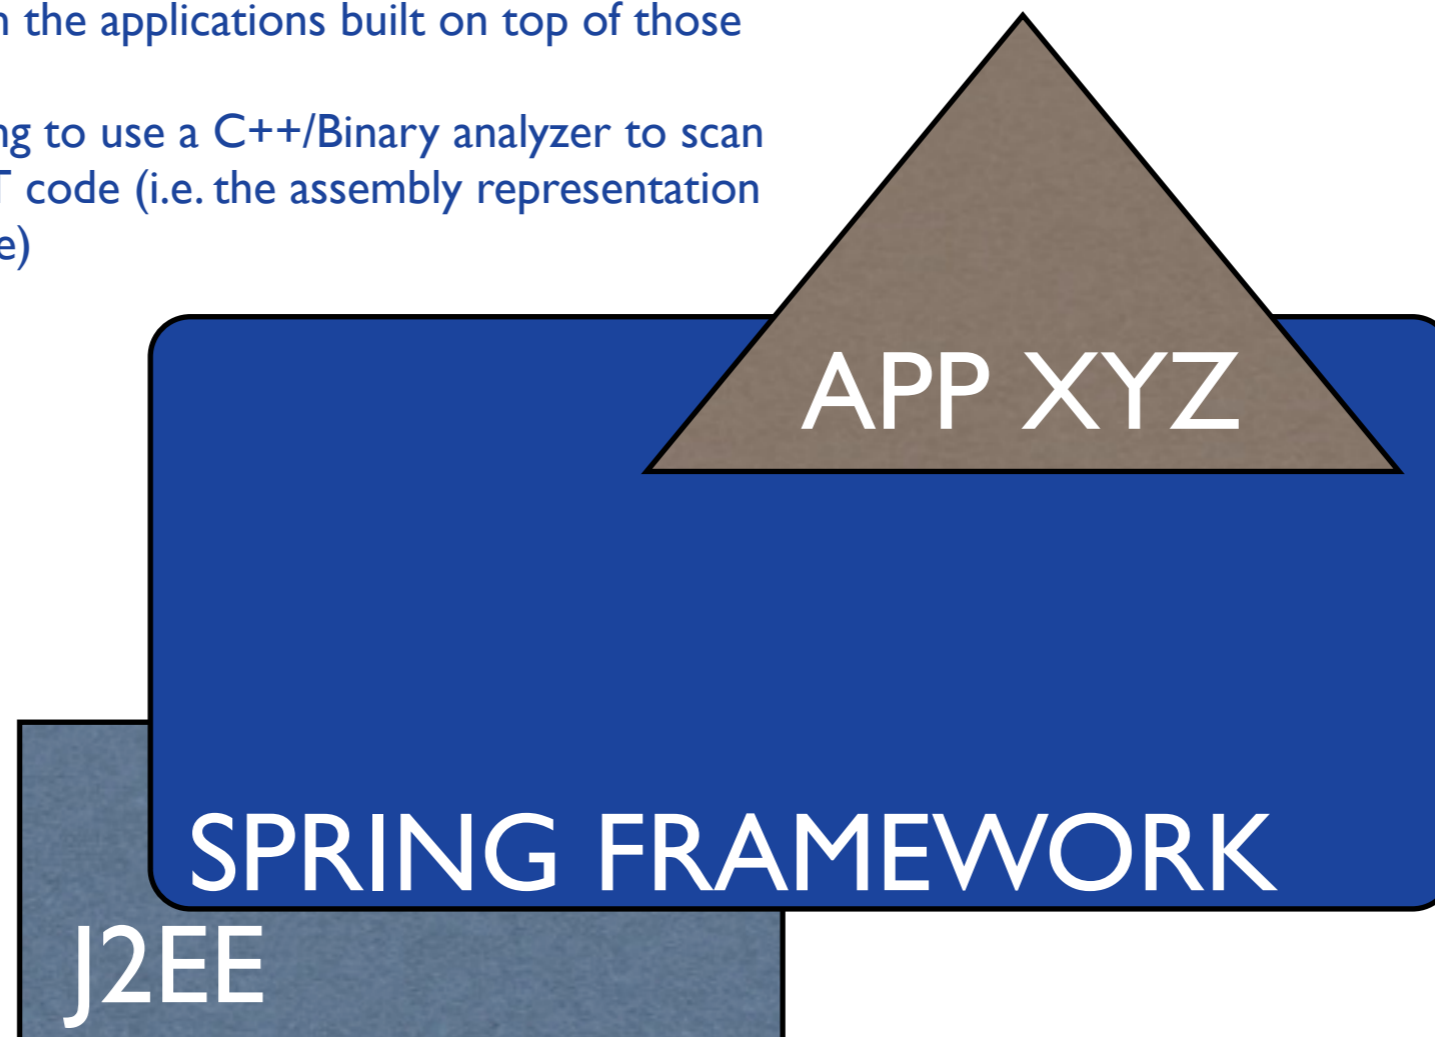 the applications built on top of those
to use a C++/Binary analyzer to scan
code (i.e. the assembly representation
APP XYZ
SPRING FRAMEWORK
J2EE